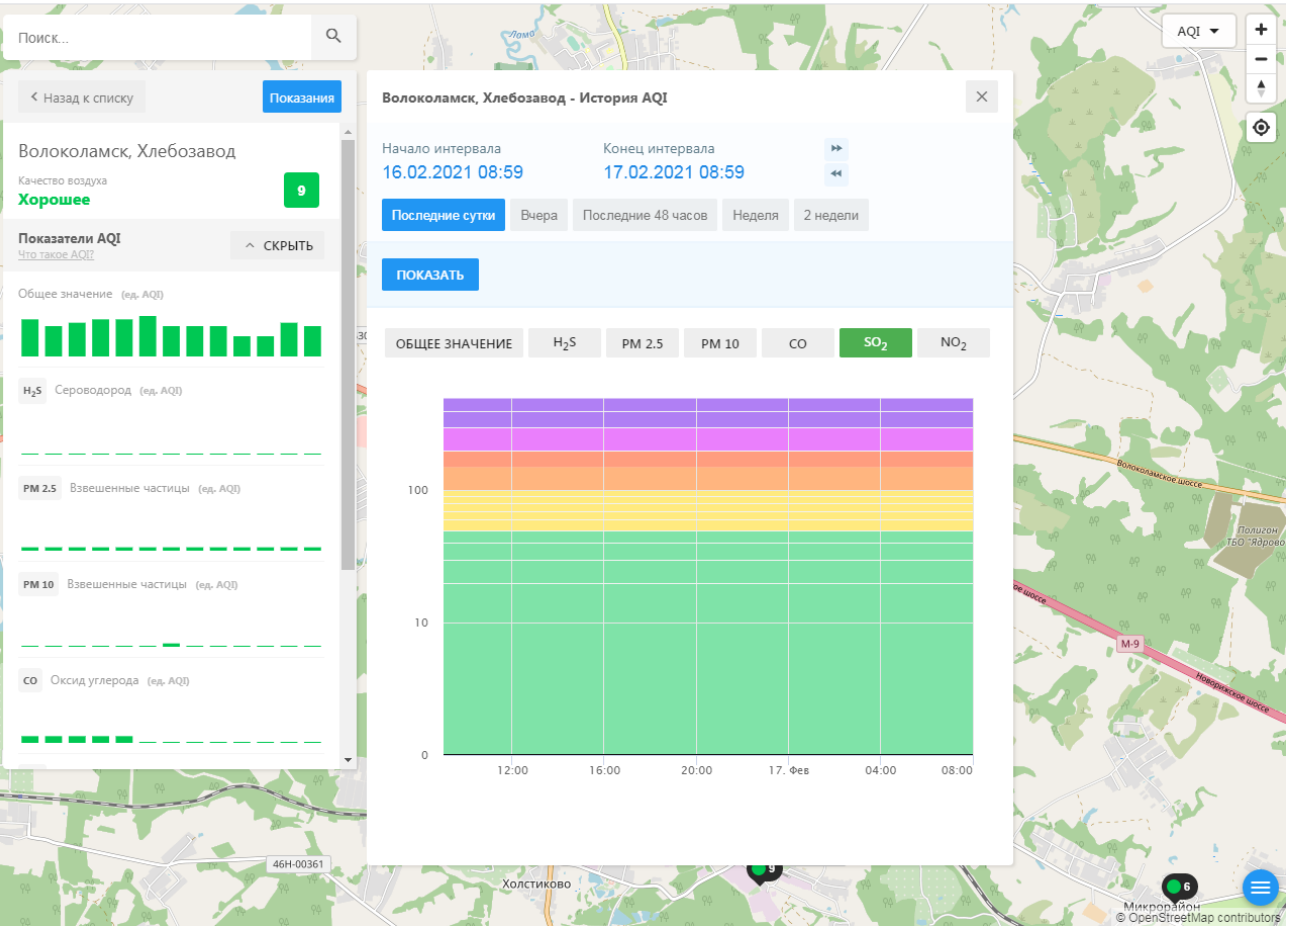 Поиск...
Лама
AQI
Назад к списку
Показания
Волоколамск, Хлебозавод
Качество воздуха
Хорошее
9
Показатели AQI
Что такое AQI?
СКРЫТЬ
Общее значение (ед. AQI)
H₂S Сероводород (ед. AQI)
PM 2.5 Взвешенные частицы (ед. AQI)
PM 10 Взвешенные частицы (ед. AQI)
CO Оксид углерода (ед. AQI)
Волоколамск, Хлебозавод - История AQI
Начало интервала
Конец интервала
16.02.2021 08:59
17.02.2021 08:59
Последние сутки
Вчера
Последние 48 часов
Неделя
2 недели
ПОКАЗАТЬ
ОБЩЕЕ ЗНАЧЕНИЕ
H₂S
PM 2.5
PM 10
CO
SO₂
NO₂
100
10
0
12:00
16:00
20:00
17. Фев
04:00
08:00
Волоколамское шоссе
Полигон
ТБО "Ядрово
ое шоссе
М-9
Новорижское шоссе
46Н-00361
Холстиково
9
6
Микрорайон
© OpenStreetMap contributors